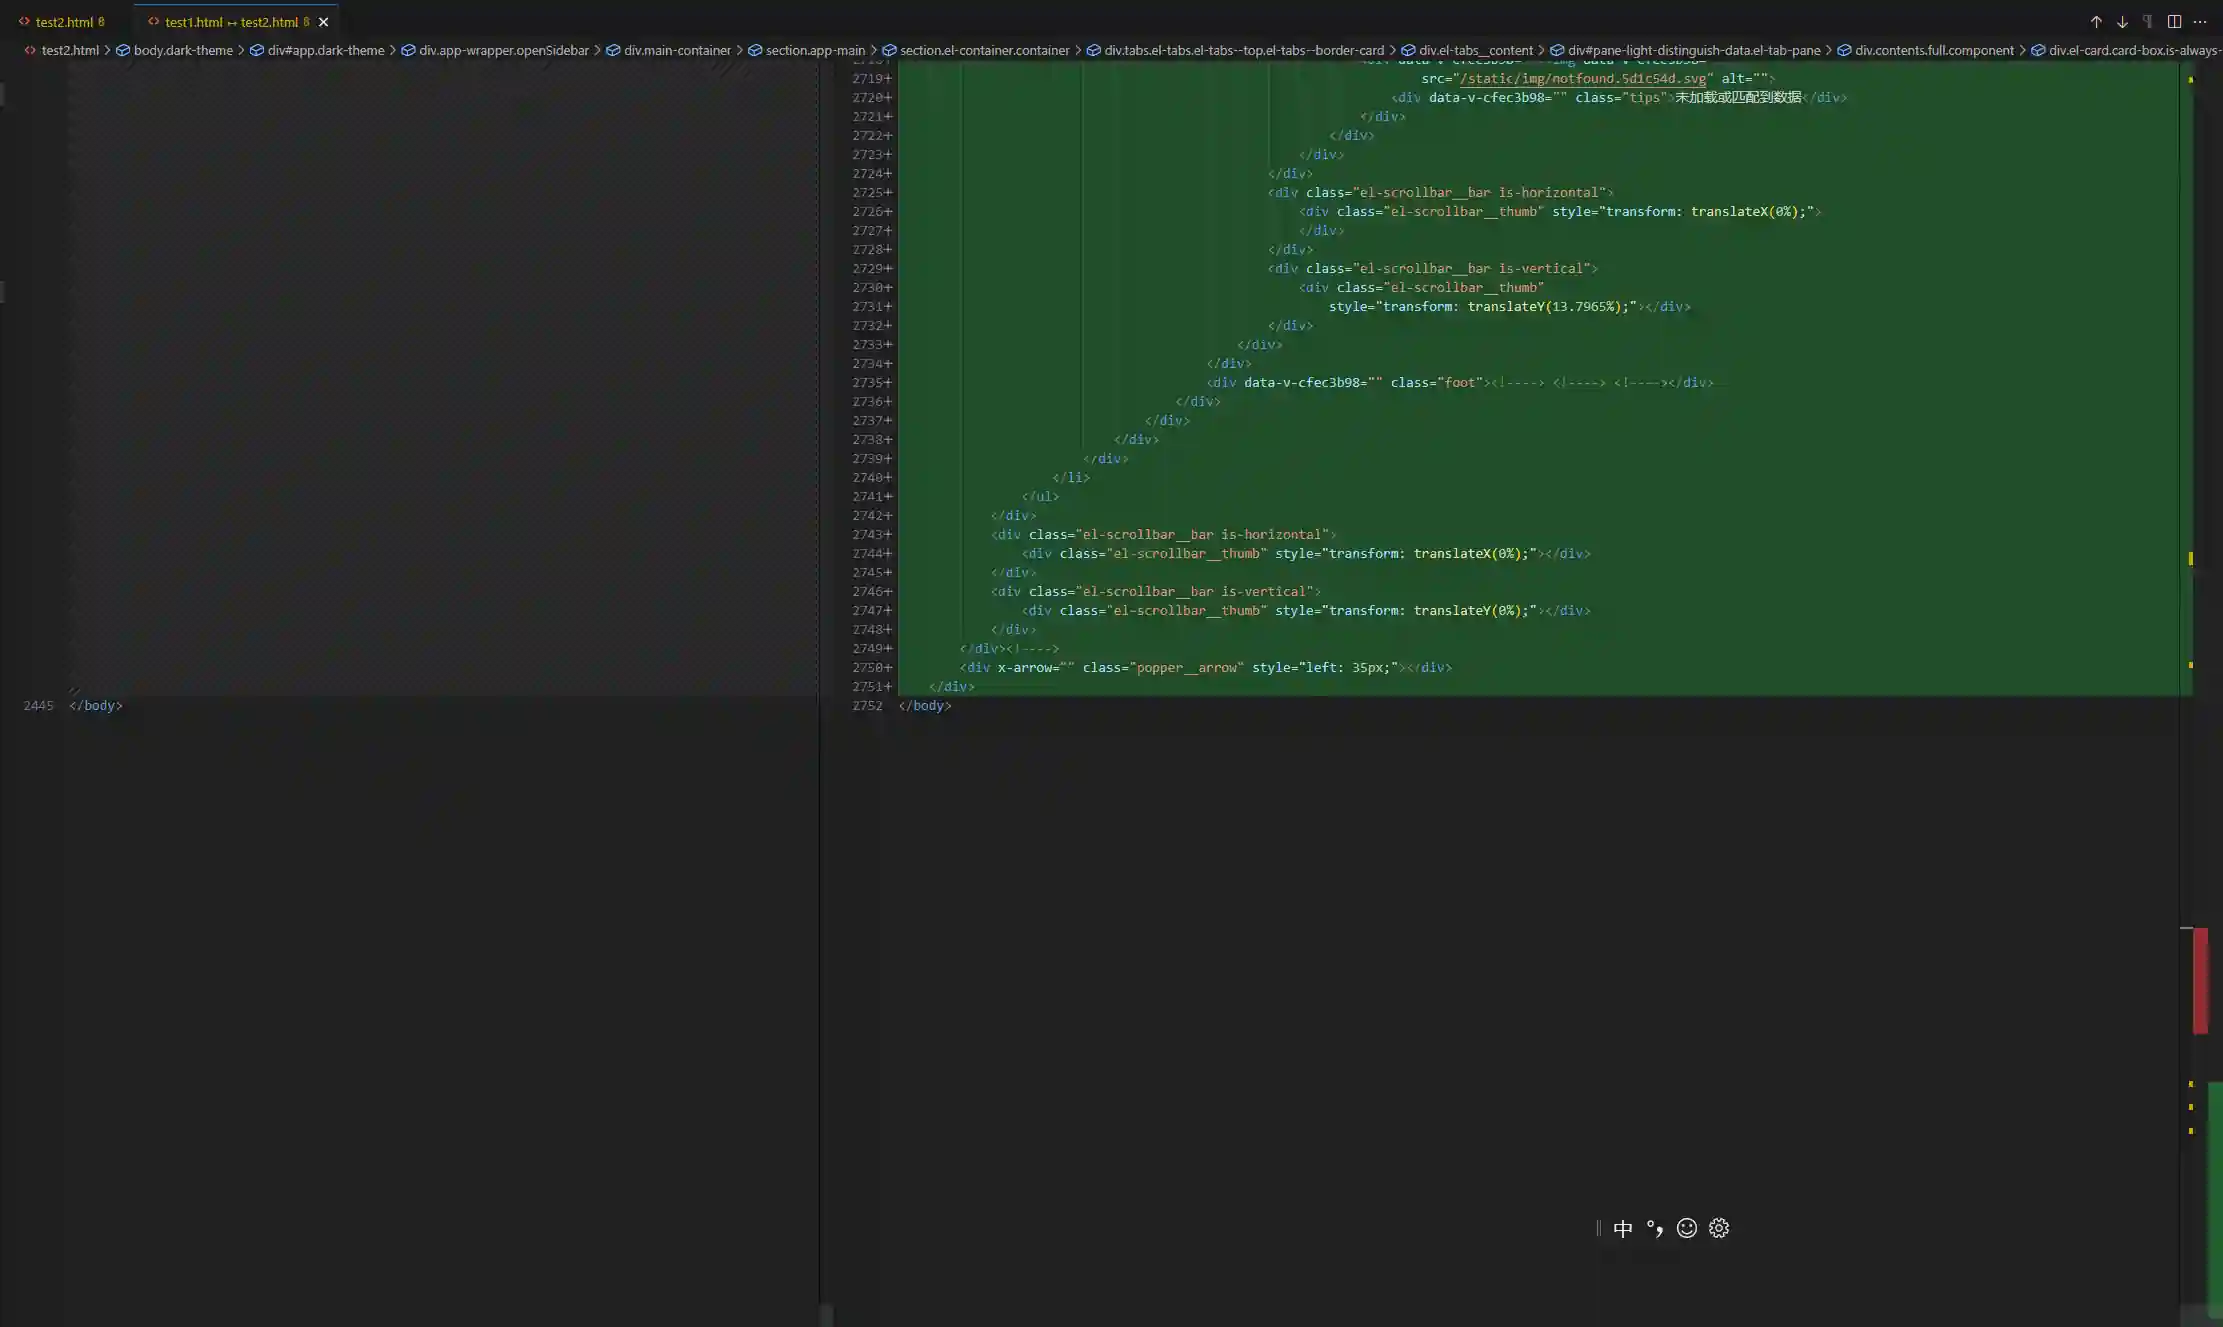 test2.html 8
test1.html ↔ test2.html 8
test2.html > body.dark-theme > div#app.dark-theme > div.app-wrapper.openSidebar > div.main-container > section.app-main > section.el-container.container > div.tabs.el-tabs.el-tabs--top.el-tabs--border-card > div.el-tabs__content > div#pane-light-distinguish-data.el-tab-pane > div.contents.full.component > div.el-card.card-box.is-always-
2719+ src="/static/img/notfound.5d1c54d.svg" alt="">
2720+ <div data-v-cfec3b98="" class="tips">未加载或匹配到数据</div>
2721+ </div>
2722+ </div>
2723+ </div>
2724+ </div>
2725+ <div class="el-scrollbar__bar is-horizontal">
2726+ <div class="el-scrollbar__thumb" style="transform: translateX(0%);">
2727+ </div>
2728+ </div>
2729+ <div class="el-scrollbar__bar is-vertical">
2730+ <div class="el-scrollbar__thumb"
2731+ style="transform: translateY(13.7965%);"></div>
2732+ </div>
2733+ </div>
2734+ </div>
2735+ <div data-v-cfec3b98="" class="foot"><!----> <!----> <!----></div>
2736+ </div>
2737+ </div>
2738+ </div>
2739+ </div>
2740+ </li>
2741+ </ul>
2742+ </div>
2743+ <div class="el-scrollbar__bar is-horizontal">
2744+ <div class="el-scrollbar__thumb" style="transform: translateX(0%);"></div>
2745+ </div>
2746+ <div class="el-scrollbar__bar is-vertical">
2747+ <div class="el-scrollbar__thumb" style="transform: translateY(0%);"></div>
2748+ </div>
2749+ </div><!---->
2750+ <div x-arrow="" class="popper__arrow" style="left: 35px;"></div>
2751+ </div>
2445 </body>
2752 </body>
中 °,